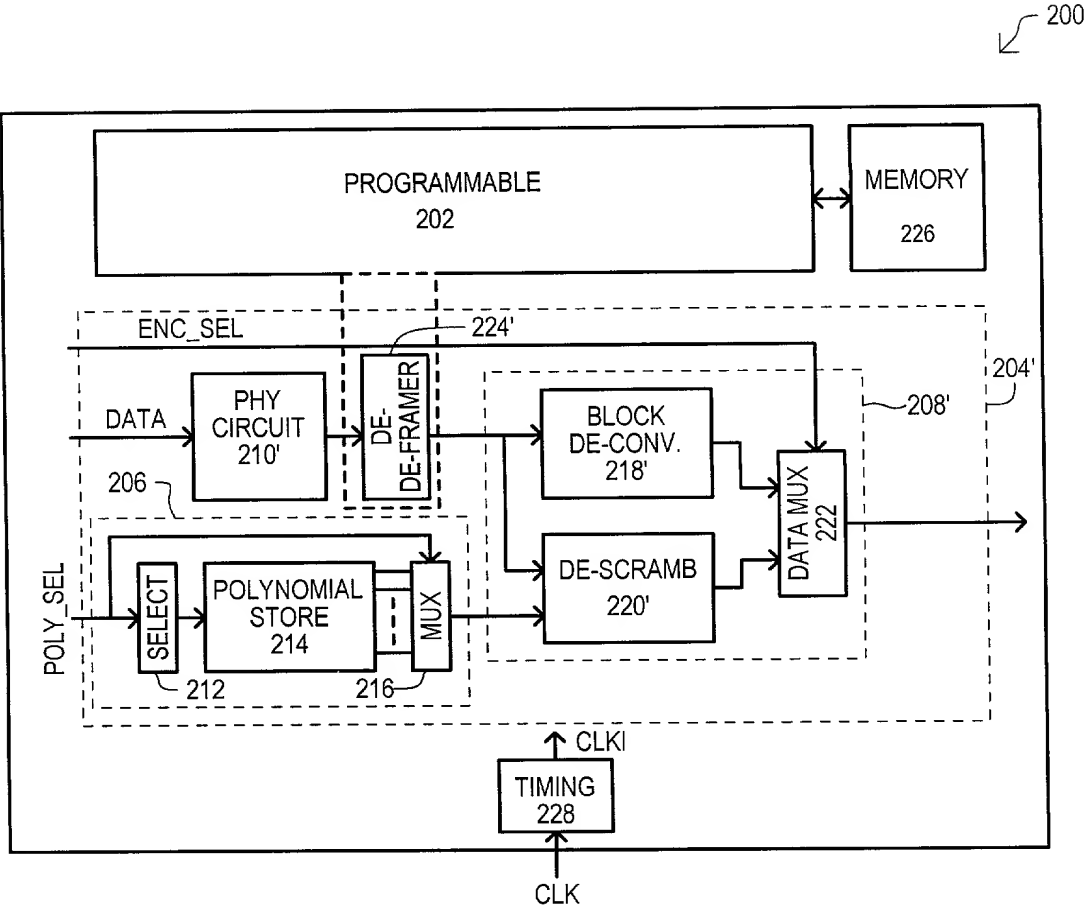 200
PROGRAMMABLE
202
MEMORY
226
ENC_SEL
224'
204'
208'
DATA
PHY
CIRCUIT
210'
DE-
DE-FRAMER
BLOCK
DE-CONV.
218'
206
DATA MUX
222
POLY_SEL
SELECT
POLYNOMIAL
STORE
214
MUX
DE-SCRAMB
220'
212
216
CLKI
TIMING
228
CLK